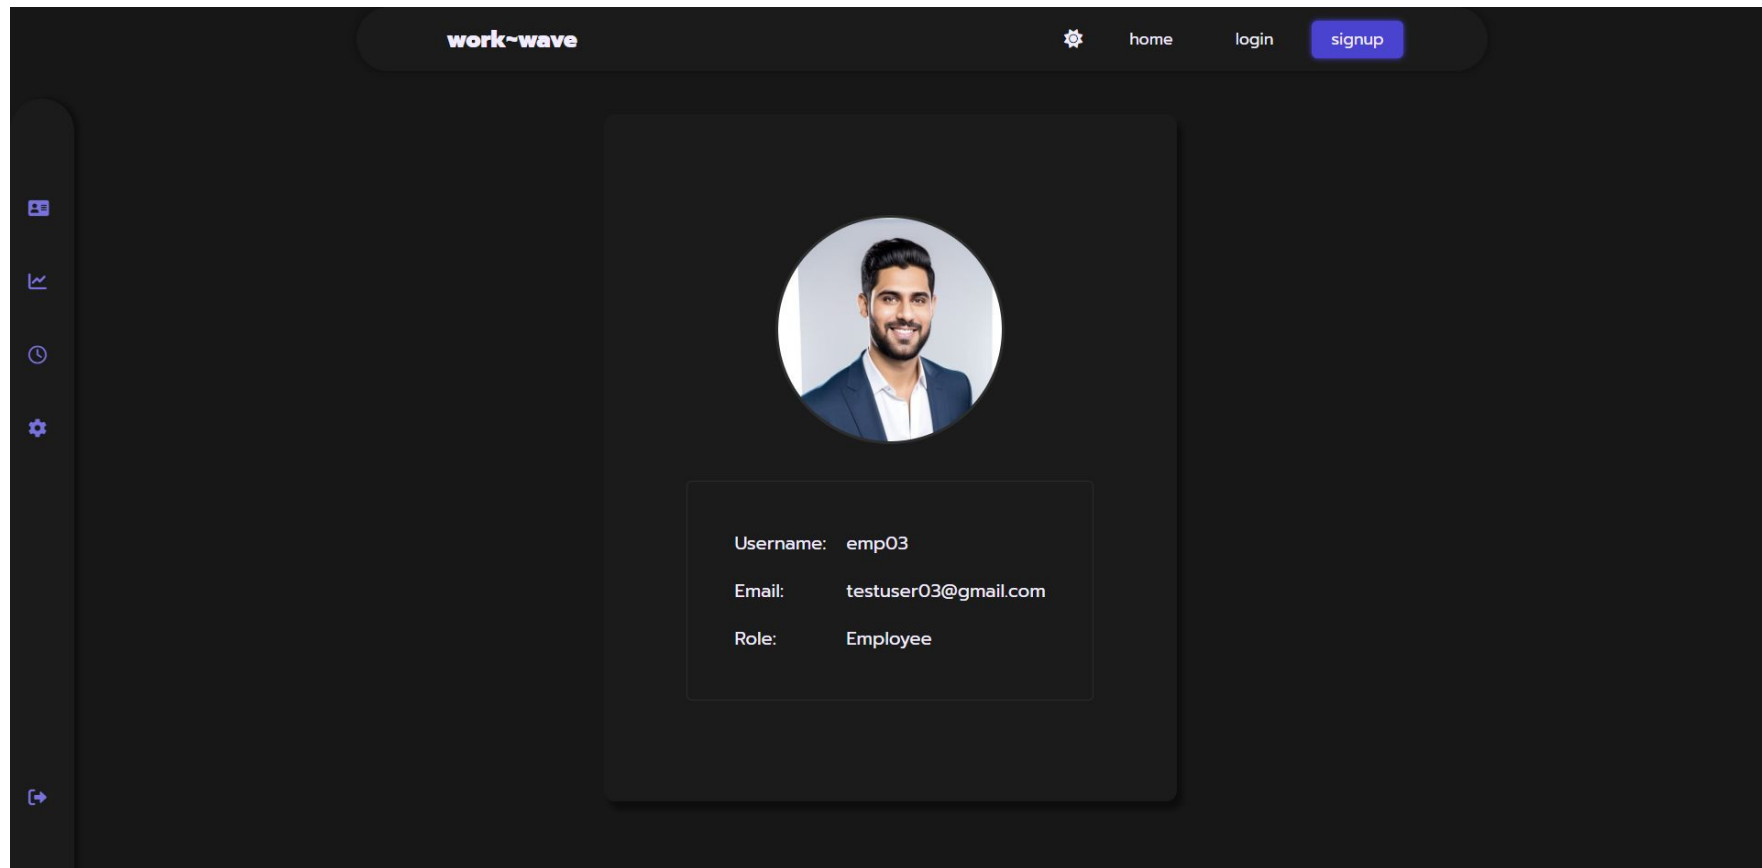 work~wave home login signup
Username: emp03
Email: testuser03@gmail.com
Role: Employee